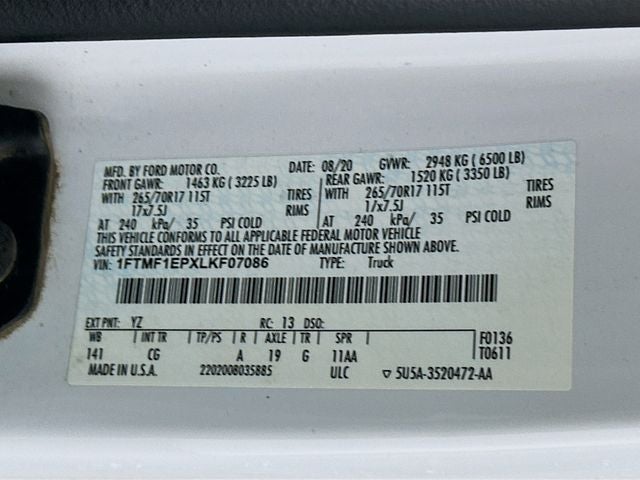 MFD. BY FORD MOTOR CO. DATE: 08/20 GVWR: 2948 KG ( 6500 LB)
FRONT GAWR: 1463 KG ( 3225 LB) REAR GAWR: 1520 KG ( 3350 LB)
WITH 265/70R17 115T TIRES WITH 265/70R17 115T TIRES
17x7.5J RIMS 1/x7.5J RIMS
AT 240 kPa/ 35 PSI COLD AT 240 kPa/ 35 PSI COLD
THIS VEHICLE CONFORMS TO ALL APPLICABLE FEDERAL MOTOR VEHICLE
SAFETY STANDARDS IN EFFECT ON THE DATE OF MANUFACTURE SHOWN ABOVE.
VIN: 1FTMF1EPXLKF07086 TYPE: Truck
EXT PNT: YZ RC: 13 DSO: F0136
WB INT TR TP/PS R AXLE TR SPR T0611
141 CG A 19 G 11AA
MADE IN U.S.A. 2202008035885 ULC ▽ 5U5A-3520472-AA